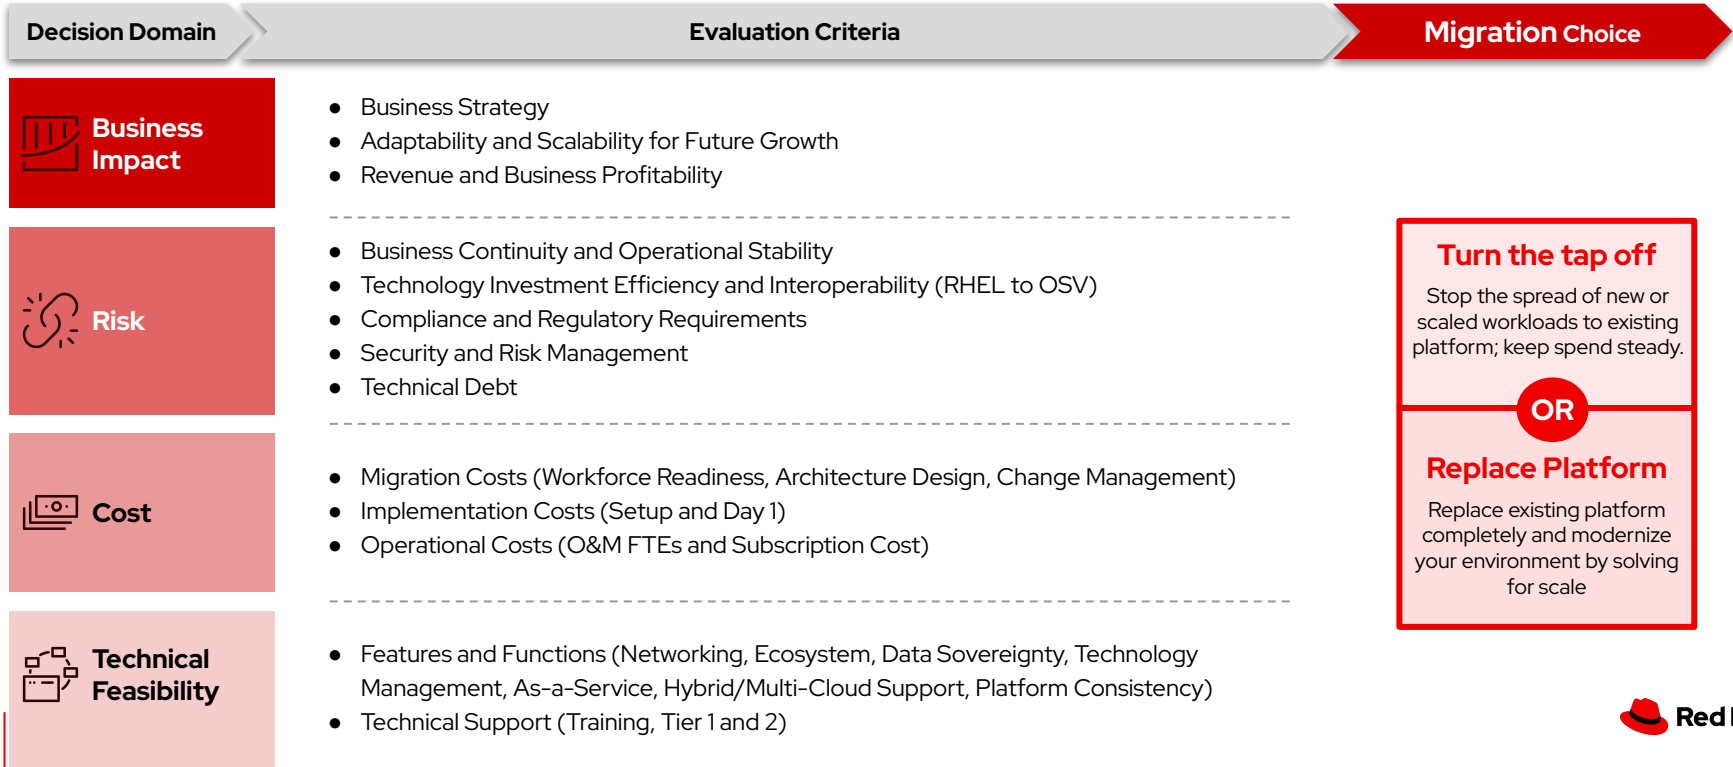 Decision Domain
Evaluation Criteria
Migration Choice
Business
Impact
● Business Strategy
● Adaptability and Scalability for Future Growth
● Revenue and Business Profitability
Risk
● Business Continuity and Operational Stability
● Technology Investment Efficiency and Interoperability (RHEL to OSV)
● Compliance and Regulatory Requirements
● Security and Risk Management
● Technical Debt
Cost
● Migration Costs (Workforce Readiness, Architecture Design, Change Management)
● Implementation Costs (Setup and Day 1)
● Operational Costs (O&M FTEs and Subscription Cost)
Technical
Feasibility
● Features and Functions (Networking, Ecosystem, Data Sovereignty, Technology
Management, As-a-Service, Hybrid/Multi-Cloud Support, Platform Consistency)
● Technical Support (Training, Tier 1 and 2)
Turn the tap off
Stop the spread of new or
scaled workloads to existing
platform; keep spend steady.
OR
Replace Platform
Replace existing platform
completely and modernize
your environment by solving
for scale
Red